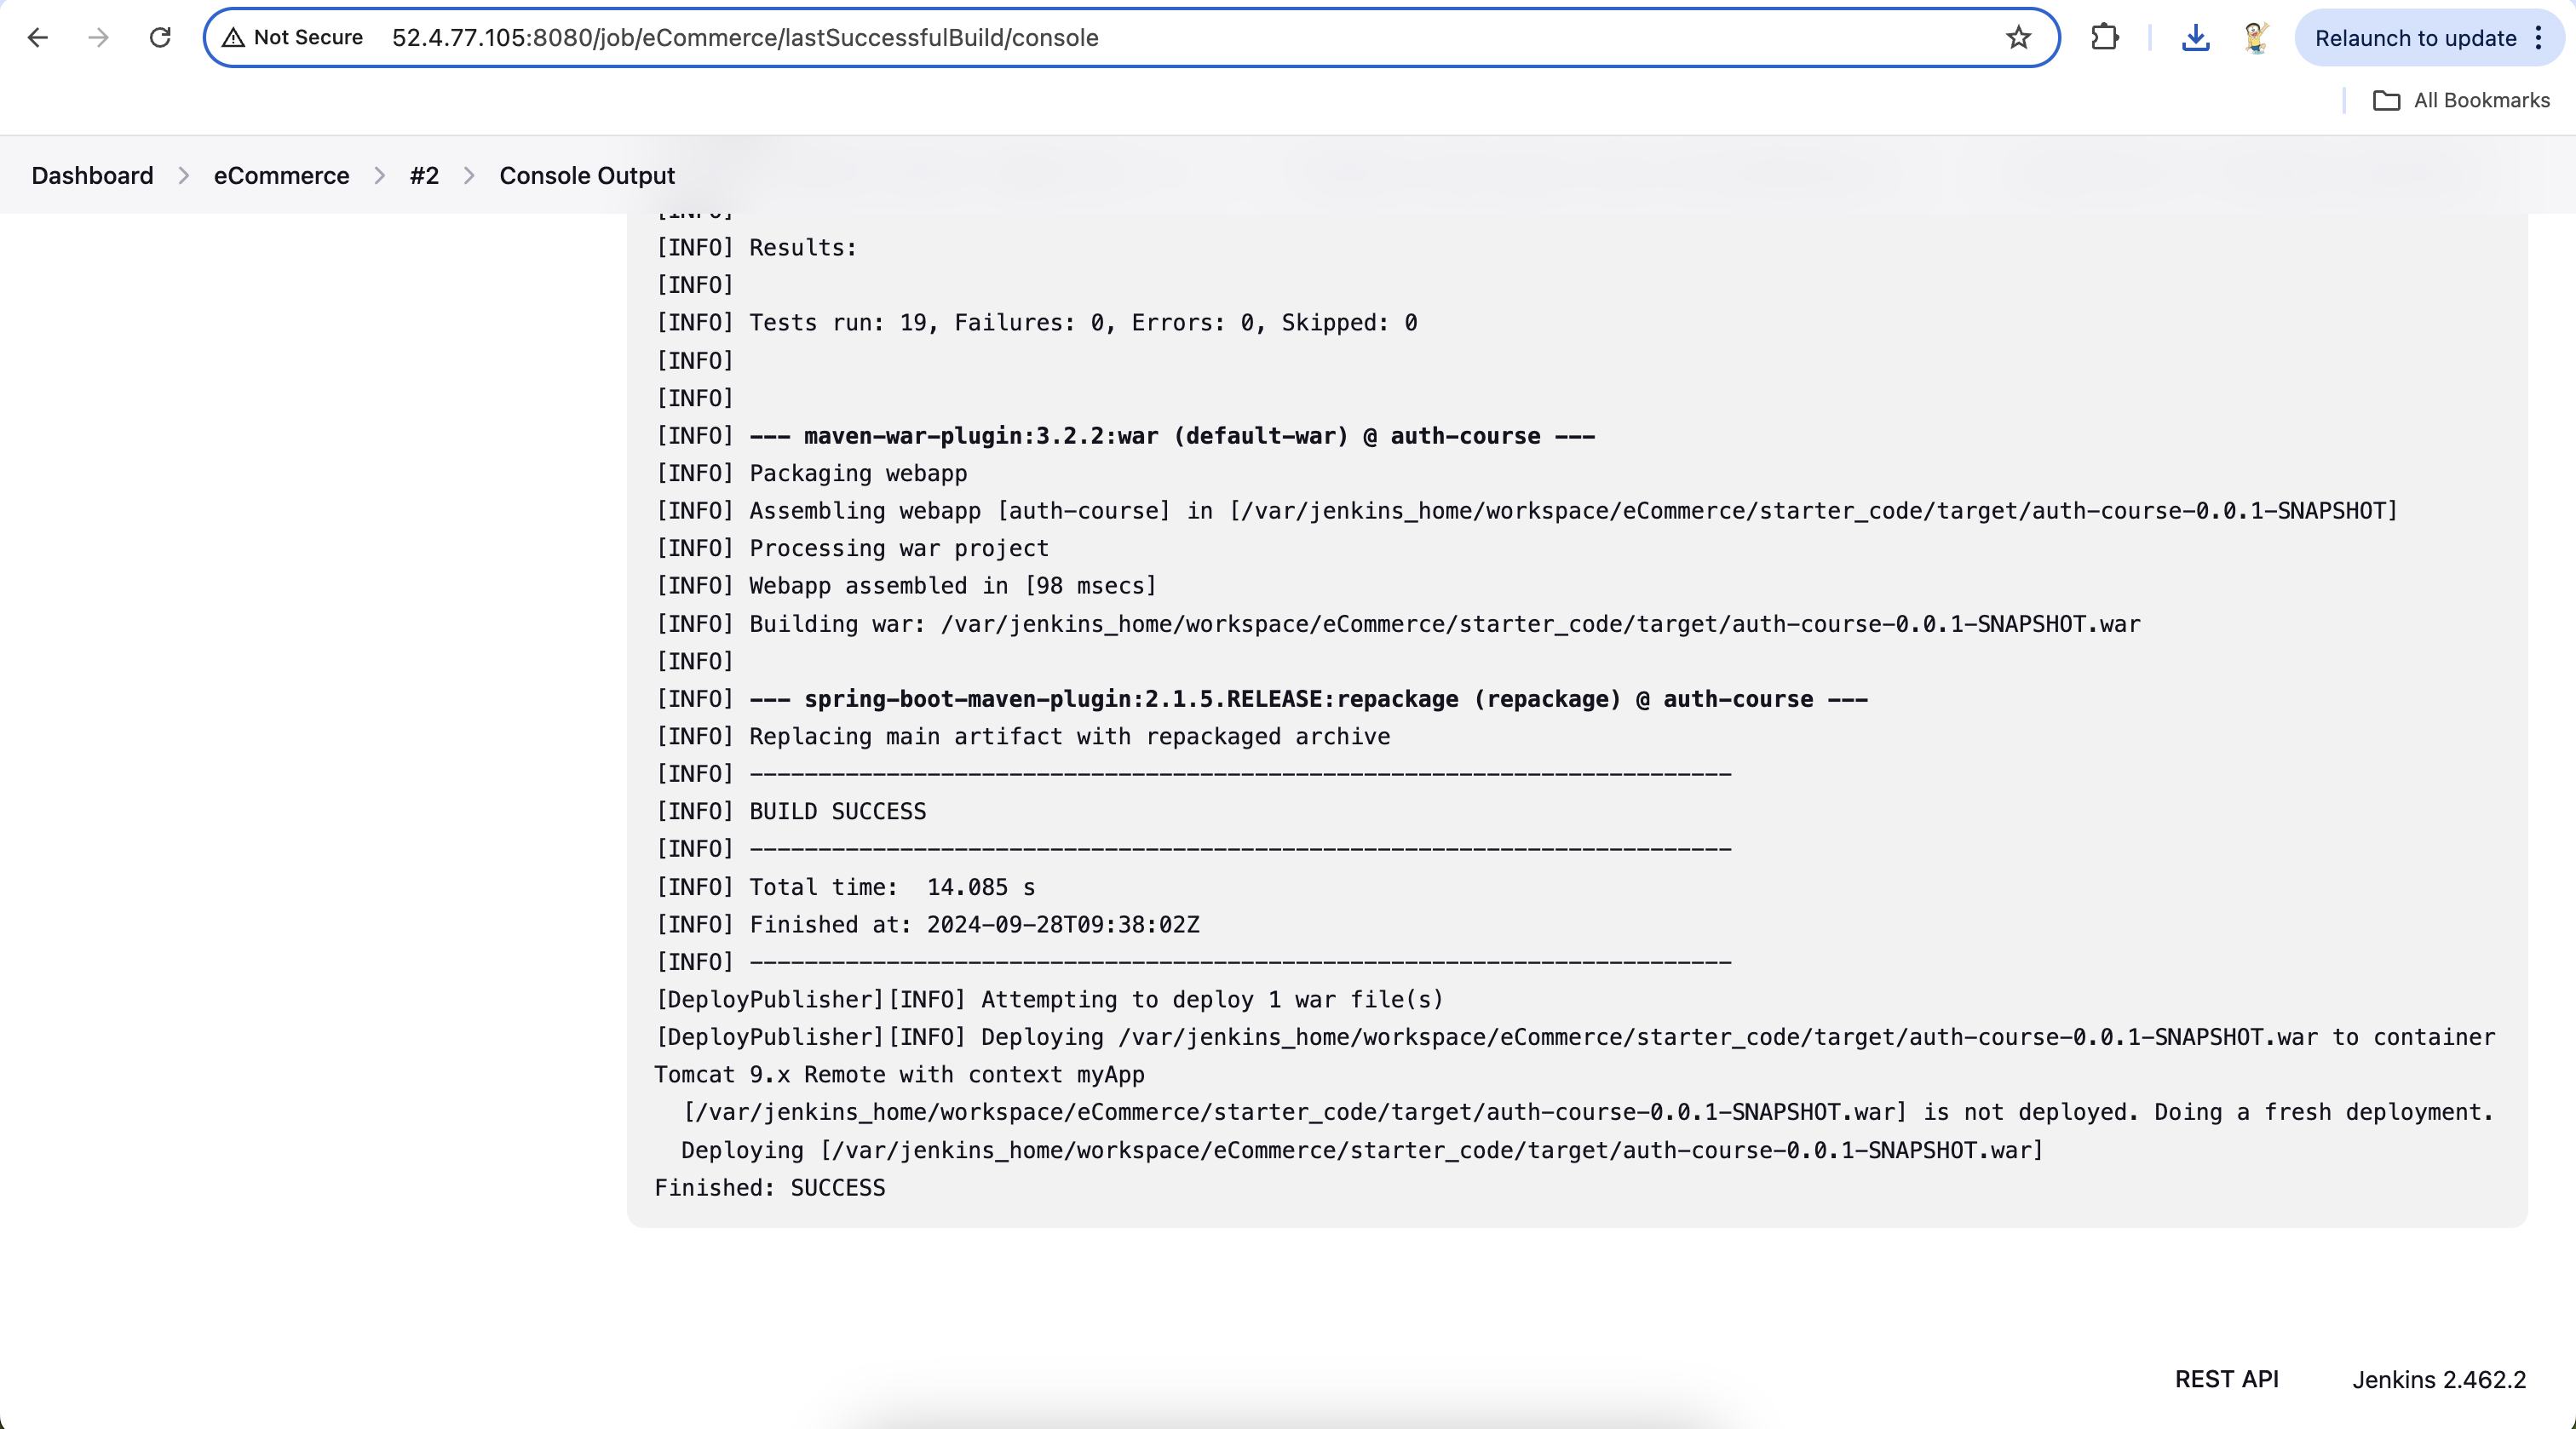 Not Secure 52.4.77.105:8080/job/eCommerce/lastSuccessfulBuild/console
Relaunch to update
All Bookmarks
Dashboard > eCommerce > #2 > Console Output
[INFO]
[INFO] Results:
[INFO]
[INFO] Tests run: 19, Failures: 0, Errors: 0, Skipped: 0
[INFO]
[INFO]
[INFO] --- maven-war-plugin:3.2.2:war (default-war) @ auth-course ---
[INFO] Packaging webapp
[INFO] Assembling webapp [auth-course] in [/var/jenkins_home/workspace/eCommerce/starter_code/target/auth-course-0.0.1-SNAPSHOT]
[INFO] Processing war project
[INFO] Webapp assembled in [98 msecs]
[INFO] Building war: /var/jenkins_home/workspace/eCommerce/starter_code/target/auth-course-0.0.1-SNAPSHOT.war
[INFO]
[INFO] --- spring-boot-maven-plugin:2.1.5.RELEASE:repackage (repackage) @ auth-course ---
[INFO] Replacing main artifact with repackaged archive
[INFO] ------------------------------------------------------------------------
[INFO] BUILD SUCCESS
[INFO] ------------------------------------------------------------------------
[INFO] Total time:  14.085 s
[INFO] Finished at: 2024-09-28T09:38:02Z
[INFO] ------------------------------------------------------------------------
[DeployPublisher][INFO] Attempting to deploy 1 war file(s)
[DeployPublisher][INFO] Deploying /var/jenkins_home/workspace/eCommerce/starter_code/target/auth-course-0.0.1-SNAPSHOT.war to container
Tomcat 9.x Remote with context myApp
[/var/jenkins_home/workspace/eCommerce/starter_code/target/auth-course-0.0.1-SNAPSHOT.war] is not deployed. Doing a fresh deployment.
Deploying [/var/jenkins_home/workspace/eCommerce/starter_code/target/auth-course-0.0.1-SNAPSHOT.war]
Finished: SUCCESS
REST API Jenkins 2.462.2